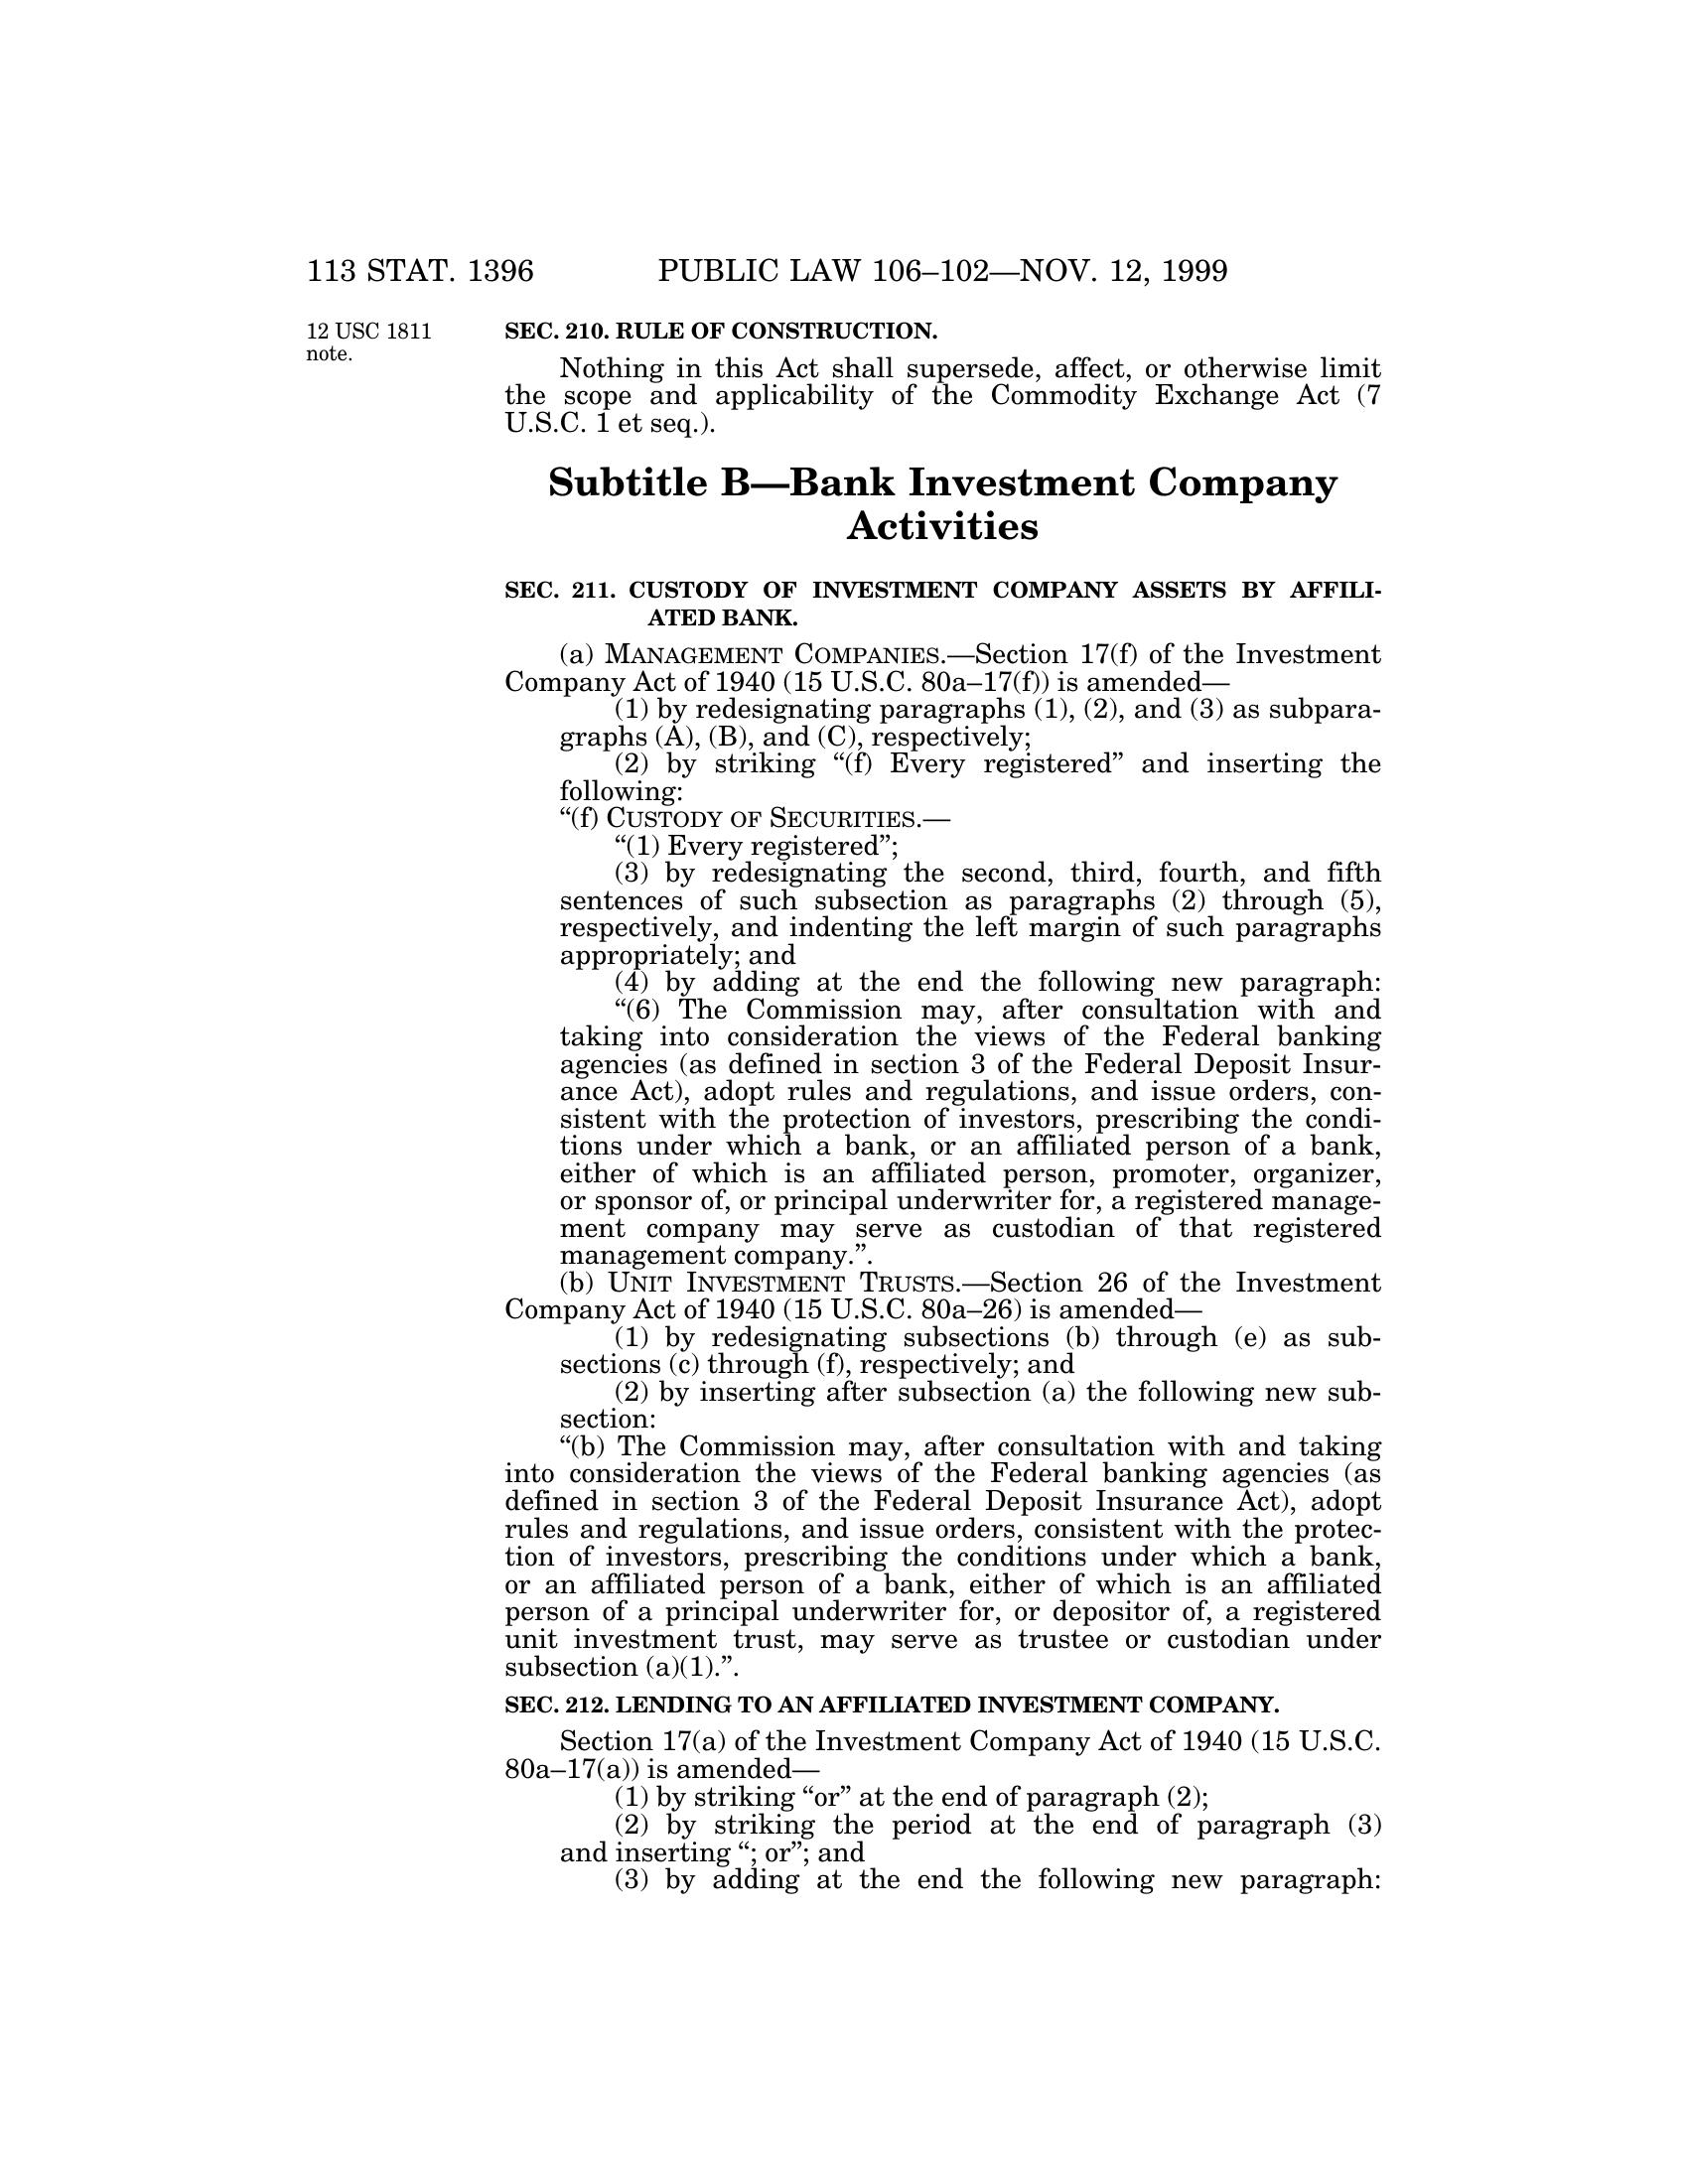 113 STAT. 1396 PUBLIC LAW 106–102—NOV. 12, 1999
12 USC 1811
note.
SEC. 210. RULE OF CONSTRUCTION.
Nothing in this Act shall supersede, affect, or otherwise limit
the scope and applicability of the Commodity Exchange Act (7
U.S.C. 1 et seq.).
Subtitle B—Bank Investment Company
Activities
SEC. 211. CUSTODY OF INVESTMENT COMPANY ASSETS BY AFFILI-
ATED BANK.
(a) MANAGEMENT COMPANIES.—Section 17(f) of the Investment
Company Act of 1940 (15 U.S.C. 80a–17(f)) is amended—
(1) by redesignating paragraphs (1), (2), and (3) as subpara-
graphs (A), (B), and (C), respectively;
(2) by striking “(f) Every registered” and inserting the
following:
“(f) CUSTODY OF SECURITIES.—
“(1) Every registered”;
(3) by redesignating the second, third, fourth, and fifth
sentences of such subsection as paragraphs (2) through (5),
respectively, and indenting the left margin of such paragraphs
appropriately; and
(4) by adding at the end the following new paragraph:
“(6) The Commission may, after consultation with and
taking into consideration the views of the Federal banking
agencies (as defined in section 3 of the Federal Deposit Insur-
ance Act), adopt rules and regulations, and issue orders, con-
sistent with the protection of investors, prescribing the condi-
tions under which a bank, or an affiliated person of a bank,
either of which is an affiliated person, promoter, organizer,
or sponsor of, or principal underwriter for, a registered manage-
ment company may serve as custodian of that registered
management company.”.
(b) UNIT INVESTMENT TRUSTS.—Section 26 of the Investment
Company Act of 1940 (15 U.S.C. 80a–26) is amended—
(1) by redesignating subsections (b) through (e) as sub-
sections (c) through (f), respectively; and
(2) by inserting after subsection (a) the following new sub-
section:
“(b) The Commission may, after consultation with and taking
into consideration the views of the Federal banking agencies (as
defined in section 3 of the Federal Deposit Insurance Act), adopt
rules and regulations, and issue orders, consistent with the protec-
tion of investors, prescribing the conditions under which a bank,
or an affiliated person of a bank, either of which is an affiliated
person of a principal underwriter for, or depositor of, a registered
unit investment trust, may serve as trustee or custodian under
subsection (a)(1).”.
SEC. 212. LENDING TO AN AFFILIATED INVESTMENT COMPANY.
Section 17(a) of the Investment Company Act of 1940 (15 U.S.C.
80a–17(a)) is amended—
(1) by striking “or” at the end of paragraph (2);
(2) by striking the period at the end of paragraph (3)
and inserting “; or”; and
(3) by adding at the end the following new paragraph: